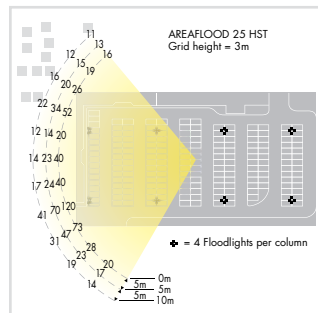 AREAFLOOD 25 HST
Grid height = 3m
11
13
12 15 16
16 20 19
22 34 26
12 14 52
14 23 20
17 24 40
41 70 40
31 47 120
19 23 73
14 17 28
20
0m
5m 5m
5m 10m
= 4 Floodlights per column